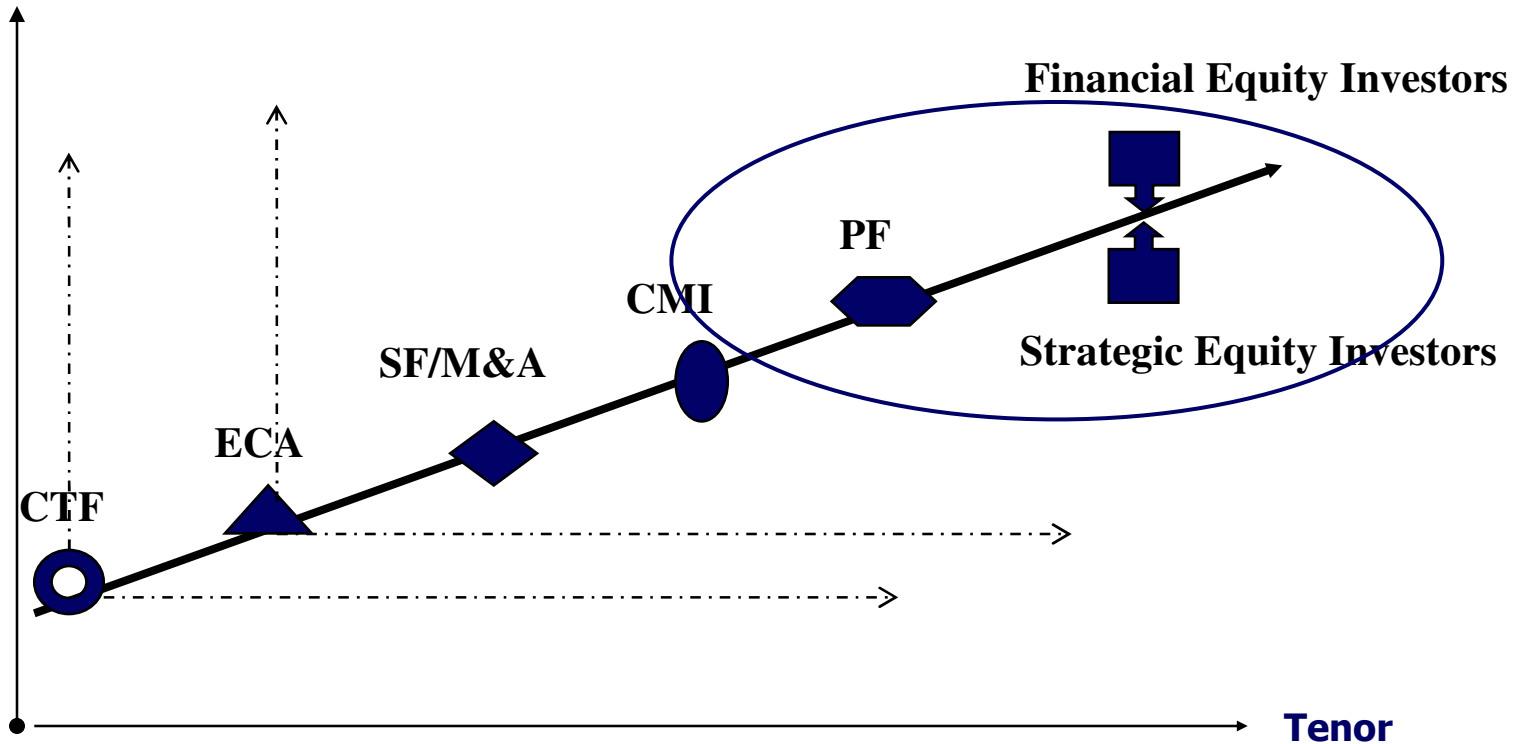 Financial Equity Investors
PF
CMI
Strategic Equity Investors
SF/M&A
ECA
CTF
Tenor